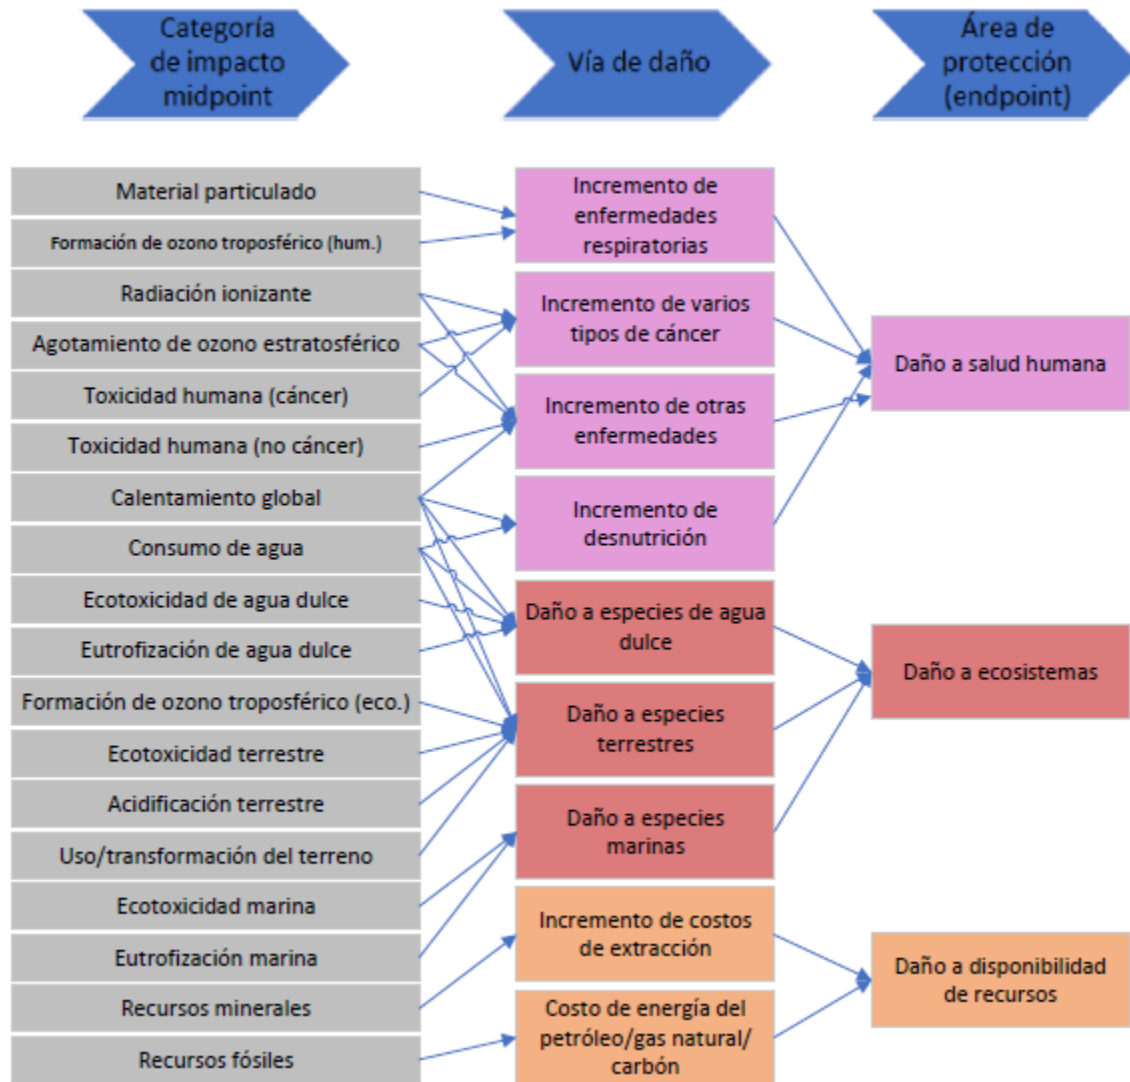 Categoría
de impacto
midpoint
Vía de daño
Área de
protección
(endpoint)
Material particulado
Formación de ozono troposférico (hum.)
Radiación ionizante
Agotamiento de ozono estratosférico
Toxicidad humana (cáncer)
Toxicidad humana (no cáncer)
Calentamiento global
Consumo de agua
Ecotoxicidad de agua dulce
Eutrofización de agua dulce
Formación de ozono troposférico (eco.)
Ecotoxicidad terrestre
Acidificación terrestre
Uso/transformación del terreno
Ecotoxicidad marina
Eutrofización marina
Recursos minerales
Recursos fósiles
Incremento de
enfermedades
respiratorias
Incremento de varios
tipos de cáncer
Incremento de otras
enfermedades
Incremento de
desnutrición
Daño a especies de agua
dulce
Daño a especies
terrestres
Daño a especies
marinas
Incremento de costos
de extracción
Costo de energía del
petróleo/gas natural/
carbón
Daño a salud humana
Daño a ecosistemas
Daño a disponibilidad
de recursos